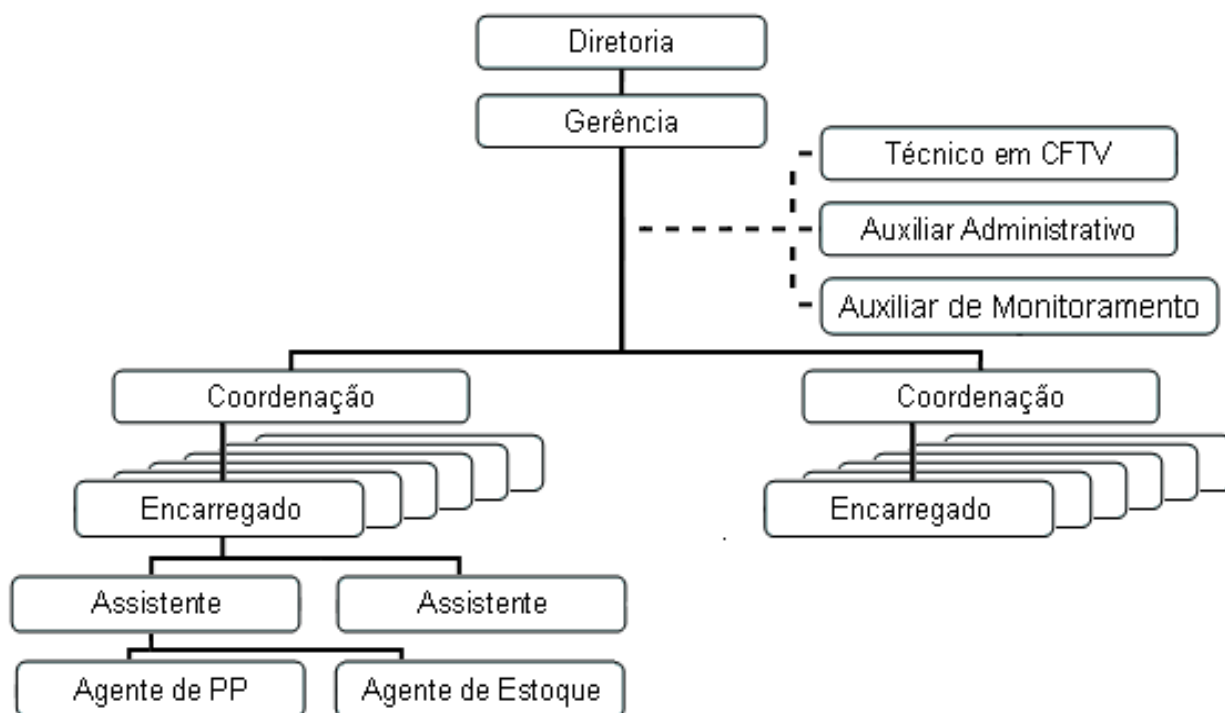 Diretoria
Gerência
Técnico em CFTV
Auxiliar Administrativo
Auxiliar de Monitoramento
Coordenação
Coordenação
Encarregado
Encarregado
Assistente
Assistente
Agente de PP
Agente de Estoque